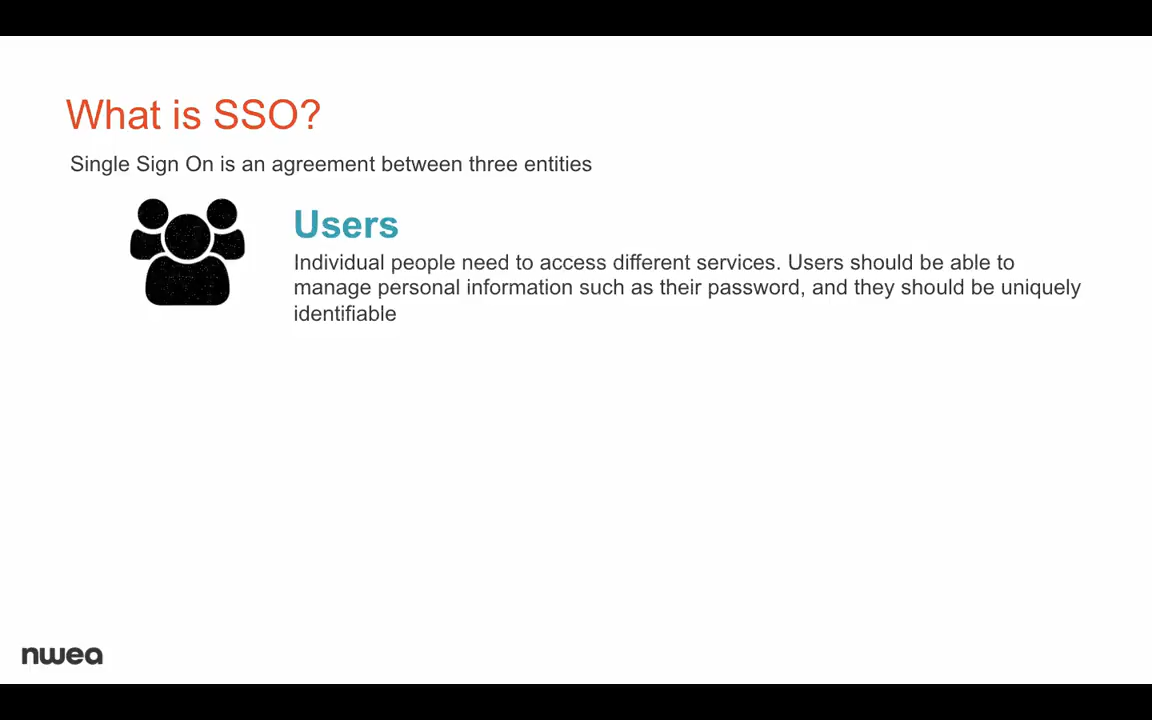 What is SSO?
Single Sign On is an agreement between three entities
Users
Individual people need to access different services. Users should be able to
manage personal information such as their password, and they should be uniquely
identifiable
nwea